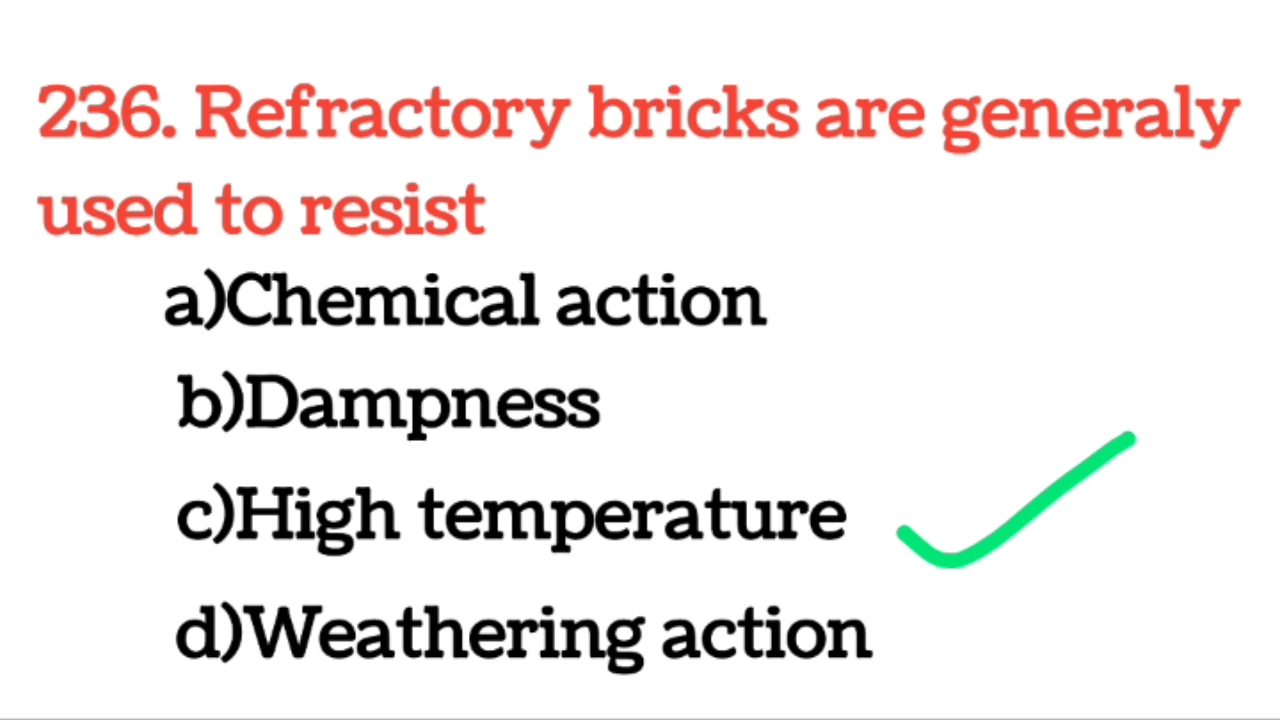 236. Refractory bricks are generaly
used to resist
a)Chemical action
b)Dampness
c)High temperature
d)Weathering action